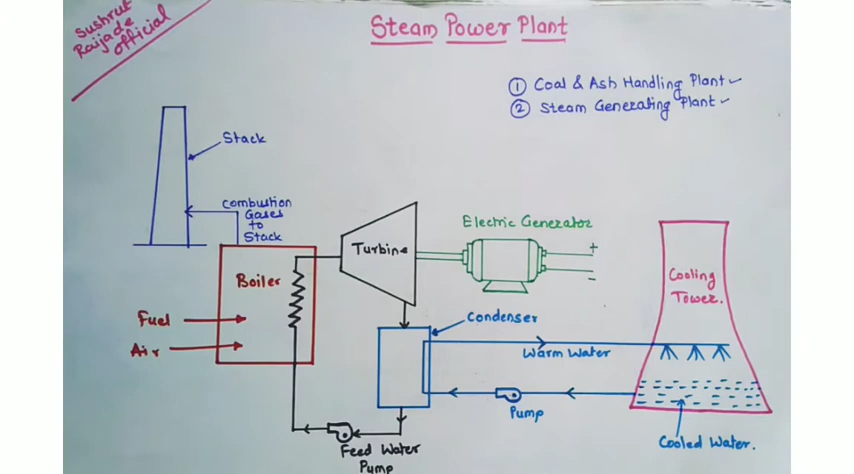 Sushrut
Raijade
official
Steam Power Plant
① Coal & Ash Handling Plant
② Steam Generating Plant
Stack
Combustion
Gases
to
Stack
Electric Generator
+
-
Turbine
Boiler
Cooling
Tower.
Fuel
Air
Condenser
Warm Water
Pump
Cooled Water.
Feed Water
Pump